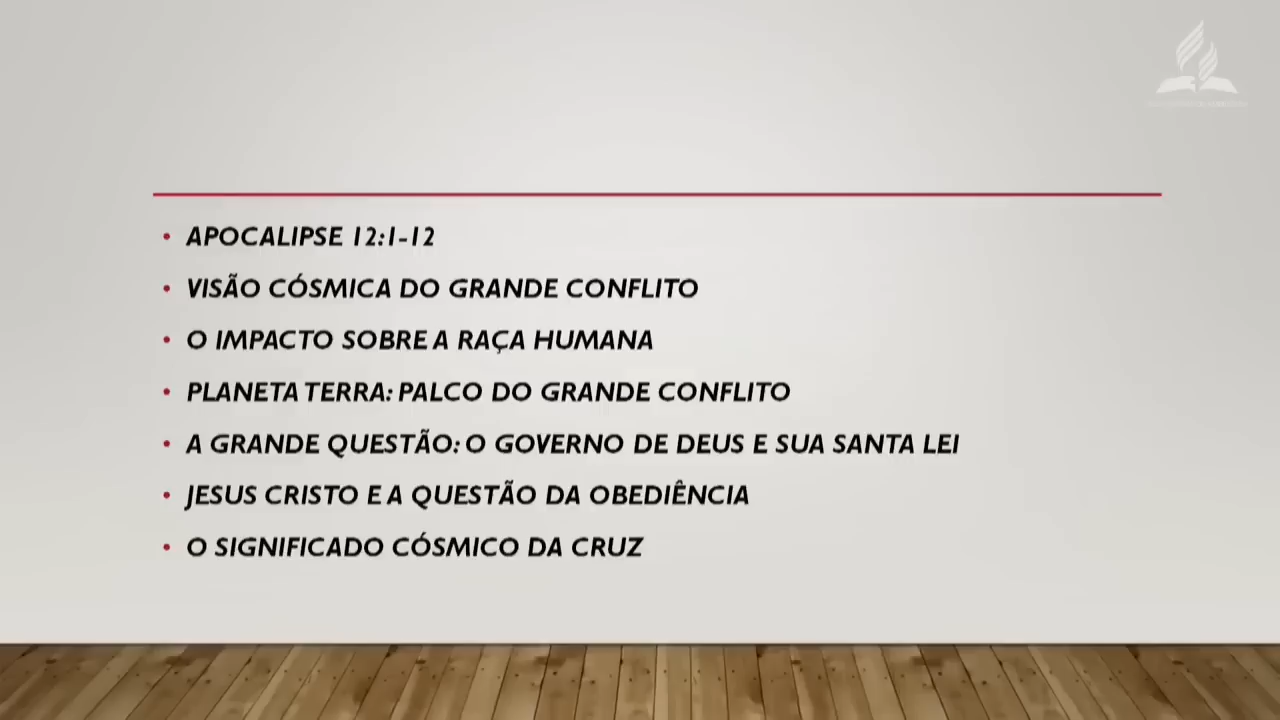 • APOCALIPSE 12:1-12
• VISÃO CÓSMICA DO GRANDE CONFLITO
• O IMPACTO SOBRE A RAÇA HUMANA
• PLANETA TERRA: PALCO DO GRANDE CONFLITO
• A GRANDE QUESTÃO: O GOVERNO DE DEUS E SUA SANTA LEI
• JESUS CRISTO E A QUESTÃO DA OBEDIÊNCIA
• O SIGNIFICADO CÓSMICO DA CRUZ